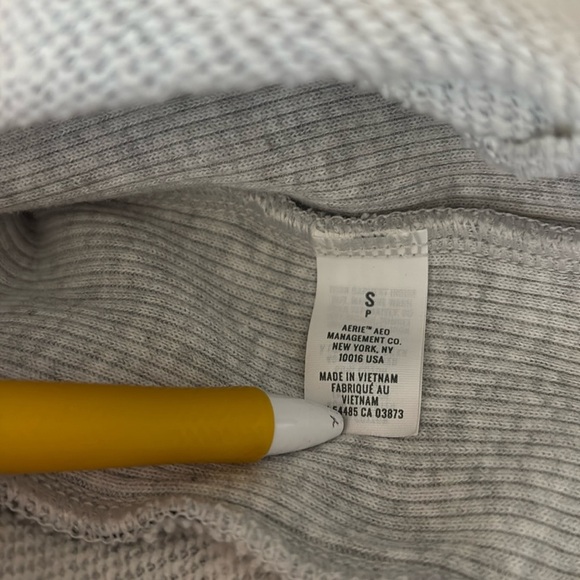 S
P
AERIE™ AEO
MANAGEMENT CO.
NEW YORK, NY
10016 USA
MADE IN VIETNAM
FABRIQUÉ AU
VIETNAM
CA 03873